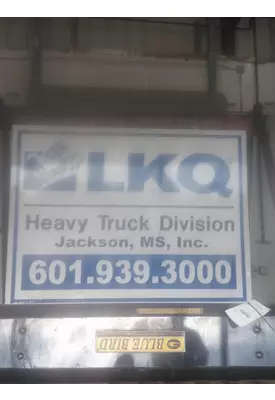 LKQ
Heavy Truck Division
Jackson, MS, Inc.
601.939.3000
BLUE BIRD